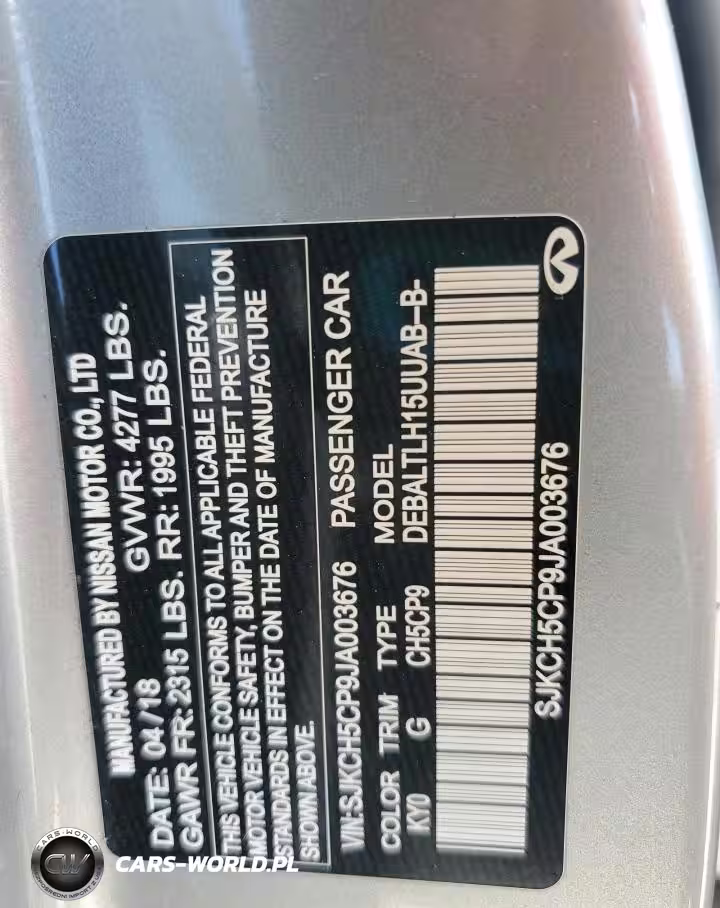 MANUFACTURED BY NISSAN MOTOR CO., LTD
DATE: 04/18 GVWR: 4277 LBS.
GAWR FR: 2315 LBS. RR: 1995 LBS.
THIS VEHICLE CONFORMS TO ALL APPLICABLE FEDERAL
MOTOR VEHICLE SAFETY, BUMPER AND THEFT PREVENTION
STANDARDS IN EFFECT ON THE DATE OF MANUFACTURE
SHOWN ABOVE.
VIN:SJKCH5CP9JA003676 PASSENGER CAR
COLOR TRIM TYPE MODEL
KY0 G CH5CP9 DEBALTLH15UUAB--B-
SJKCH5CP9JA003676
CARS-WORLD
CW
CARS-WORLD.PL